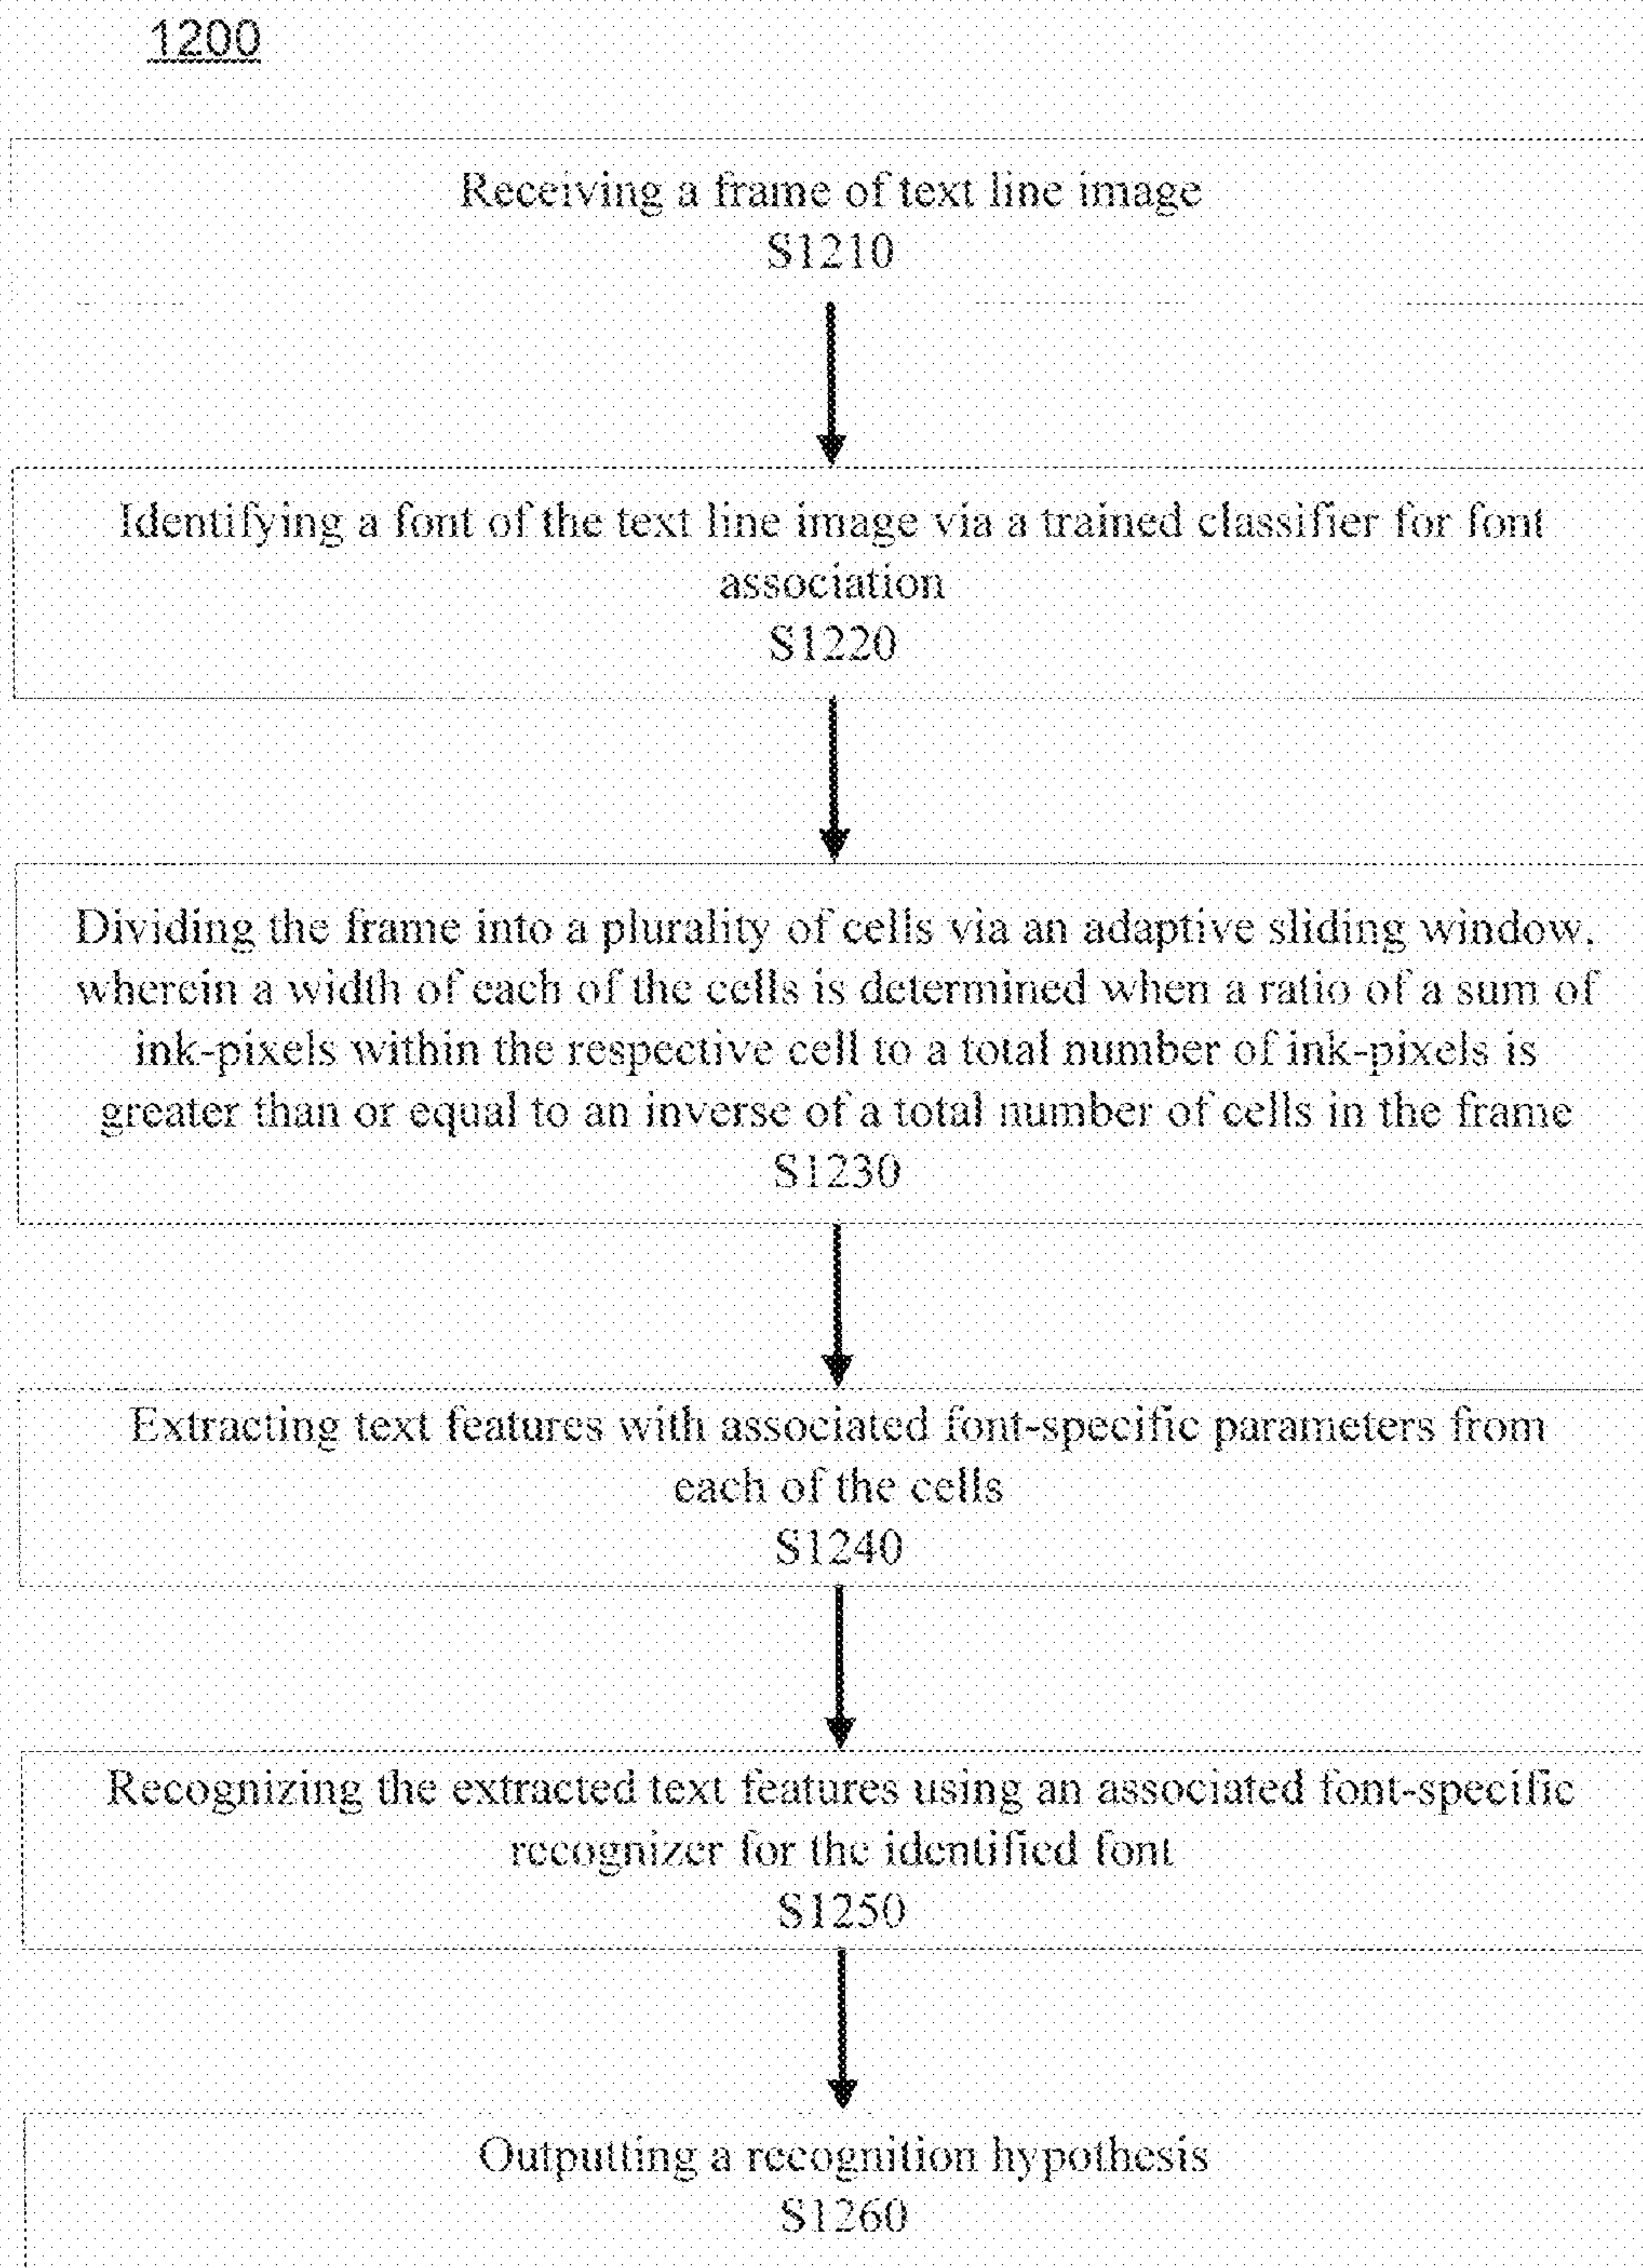 1200
Receiving a frame of text line image
S1210
Identifying a font of the text line image via a trained classifier for font
association
S1220
Dividing the frame into a plurality of cells via an adaptive sliding window,
wherein a width of each of the cells is determined when a ratio of a sum of
ink-pixels within the respective cell to a total number of ink-pixels is
greater than or equal to an inverse of a total number of cells in the frame
S1230
Extracting text features with associated font-specific parameters from
each of the cells
S1240
Recognizing the extracted text features using an associated font-specific
recognizer for the identified font
S1250
Outputting a recognition hypothesis
S1260